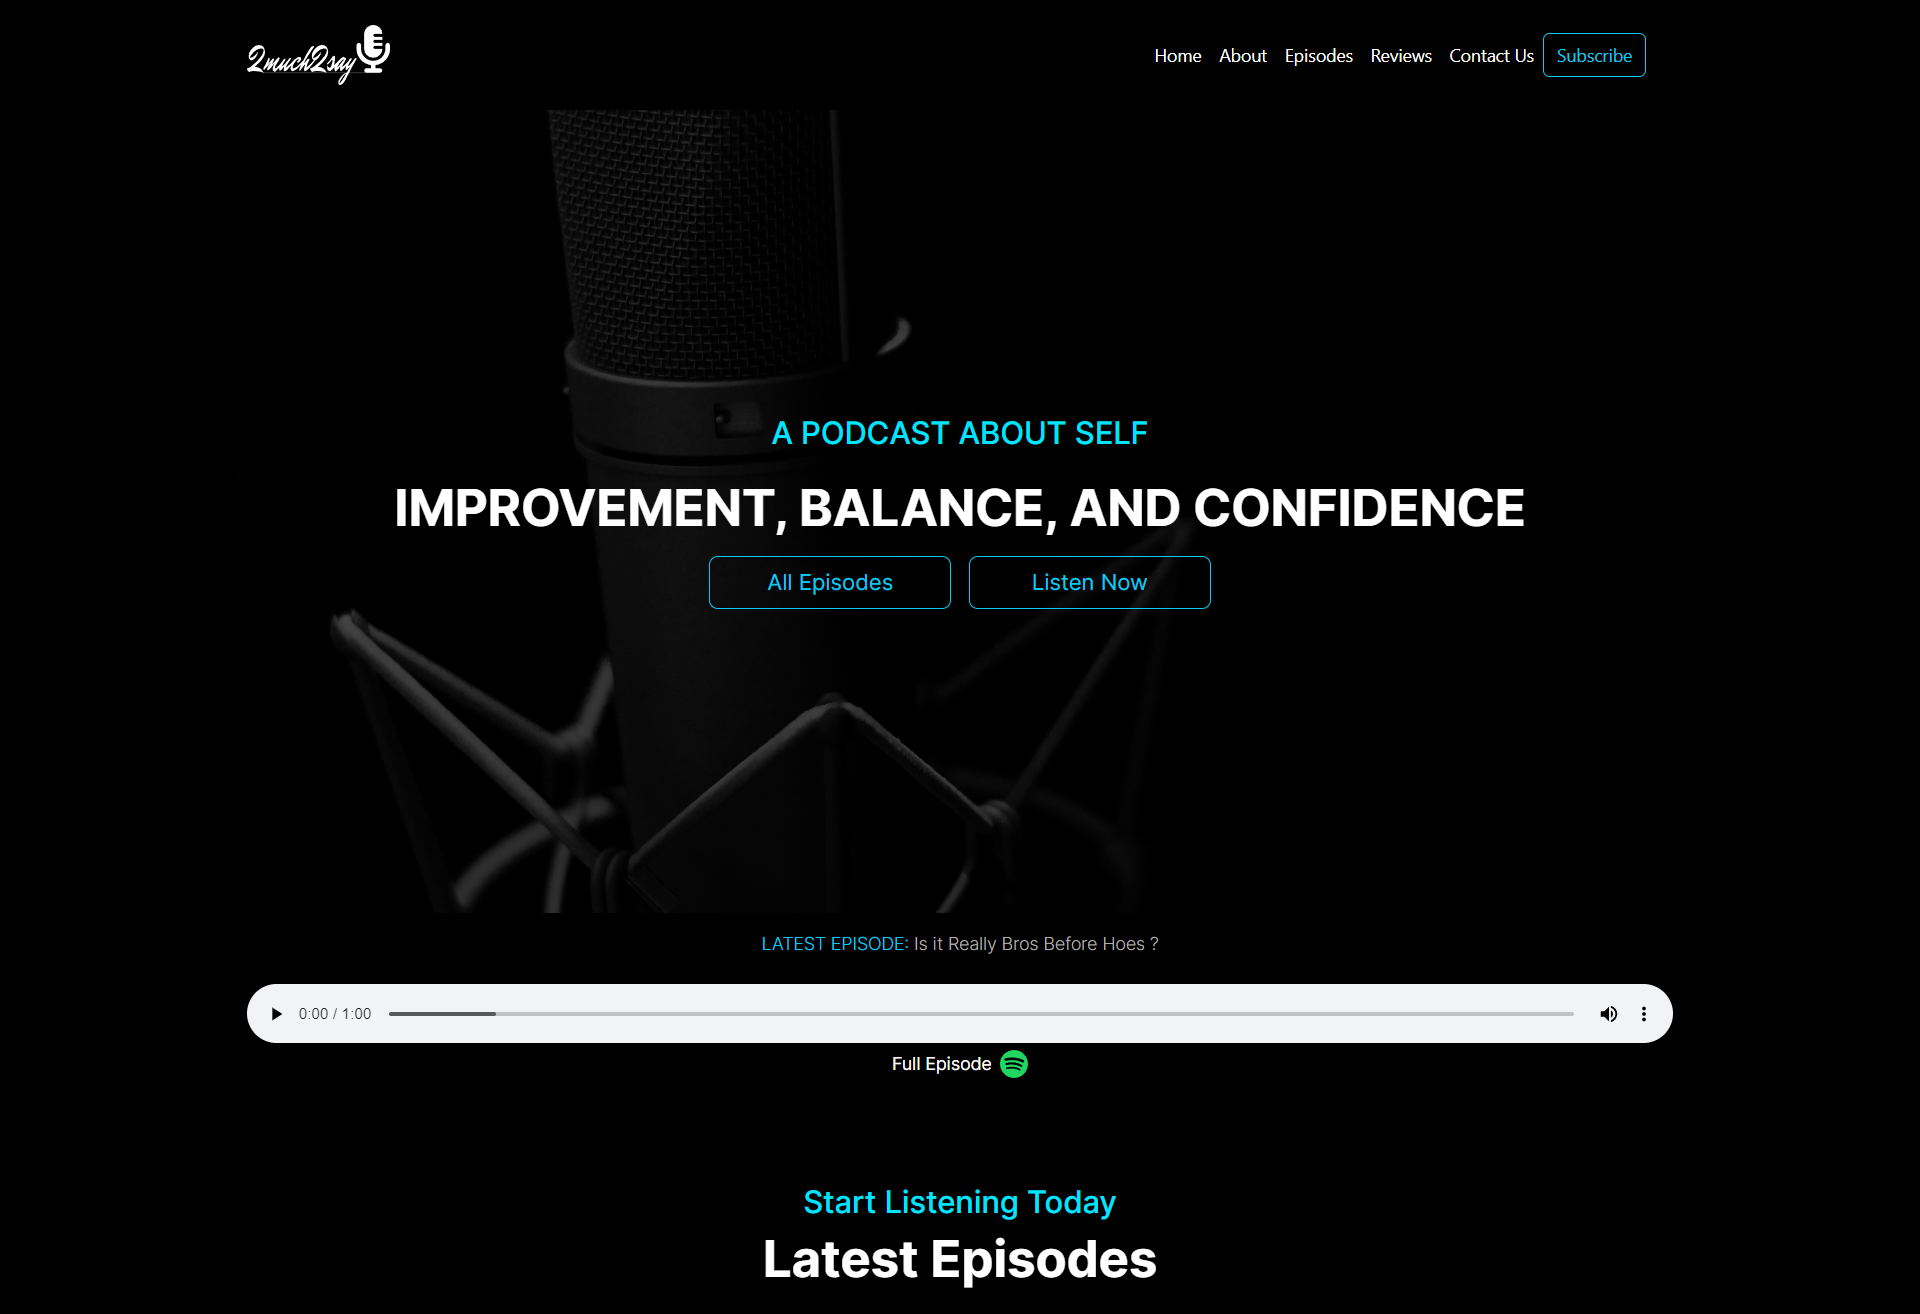 2much2say
Home About Episodes Reviews Contact Us Subscribe
A PODCAST ABOUT SELF
IMPROVEMENT, BALANCE, AND CONFIDENCE
All Episodes Listen Now
LATEST EPISODE: Is it Really Bros Before Hoes ?
0:00 / 1:00
Full Episode
Start Listening Today
Latest Episodes